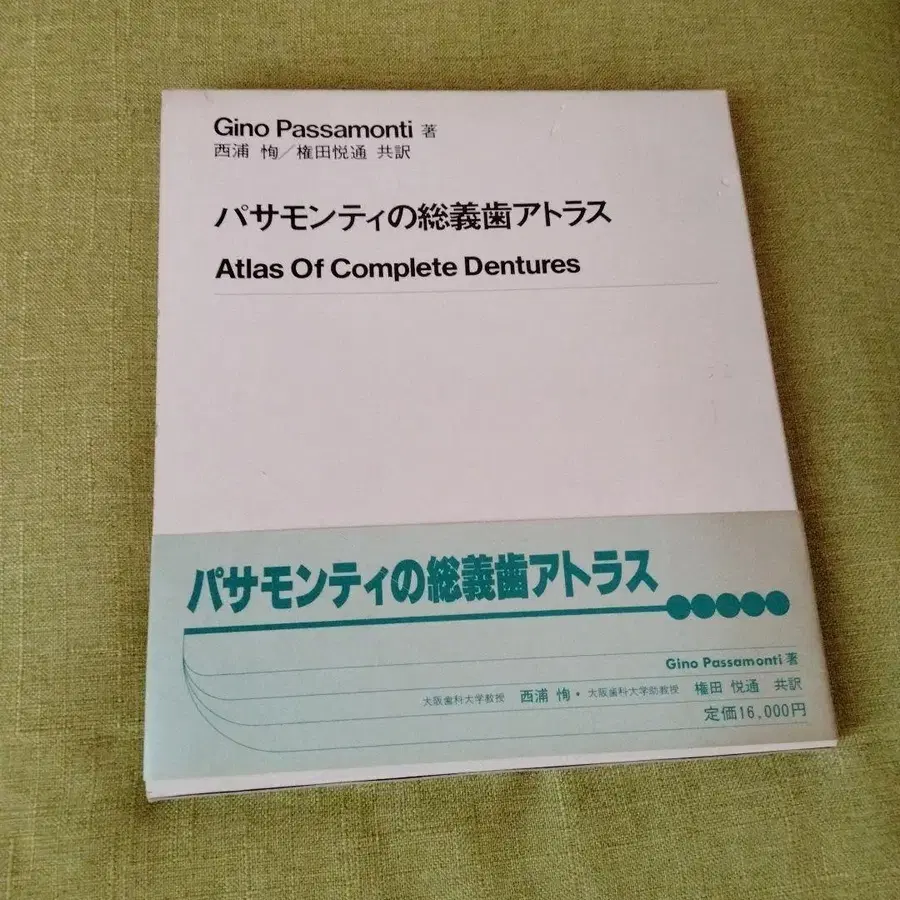 Gino Passamonti 著
西浦 恂／権田悦通 共訳
パサモンティの総義歯アトラス
Atlas Of Complete Dentures
パサモンティの総義歯アトラス
Gino Passamonti 著
大阪歯科大学教授 西浦 恂・大阪歯科大学助教授 権田 悦通 共訳
定価16,000円